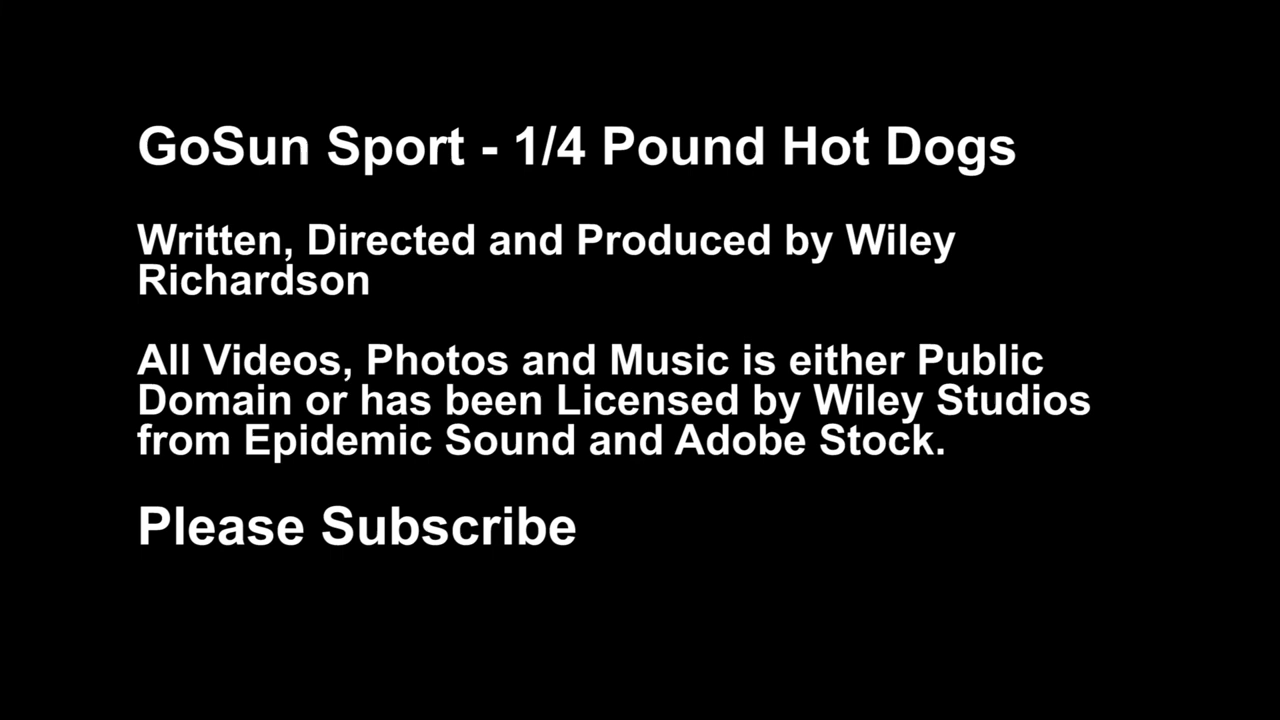 GoSun Sport - 1/4 Pound Hot Dogs
Written, Directed and Produced by Wiley
Richardson
All Videos, Photos and Music is either Public
Domain or has been Licensed by Wiley Studios
from Epidemic Sound and Adobe Stock.
Please Subscribe